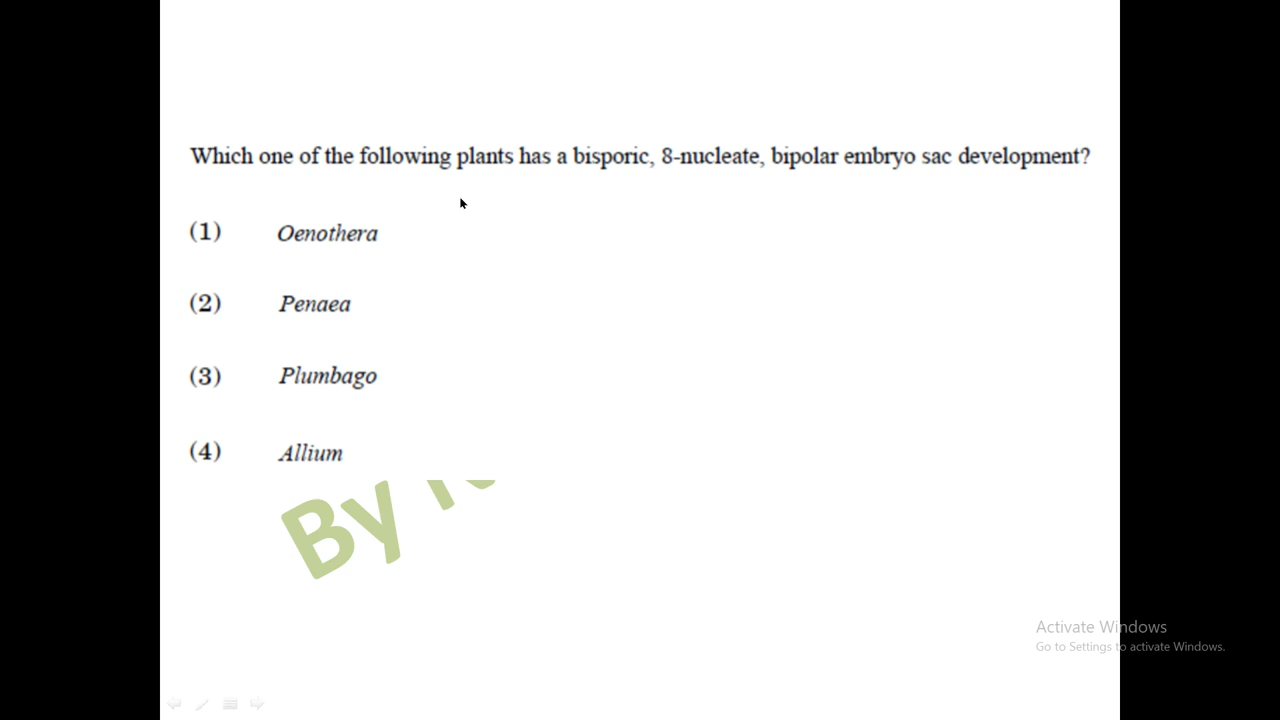 Which one of the following plants has a bisporic, 8-nucleate, bipolar embryo sac development?
(1) Oenothera
(2) Penaea
(3) Plumbago
(4) Allium
By
Activate Windows
Go to Settings to activate Windows.